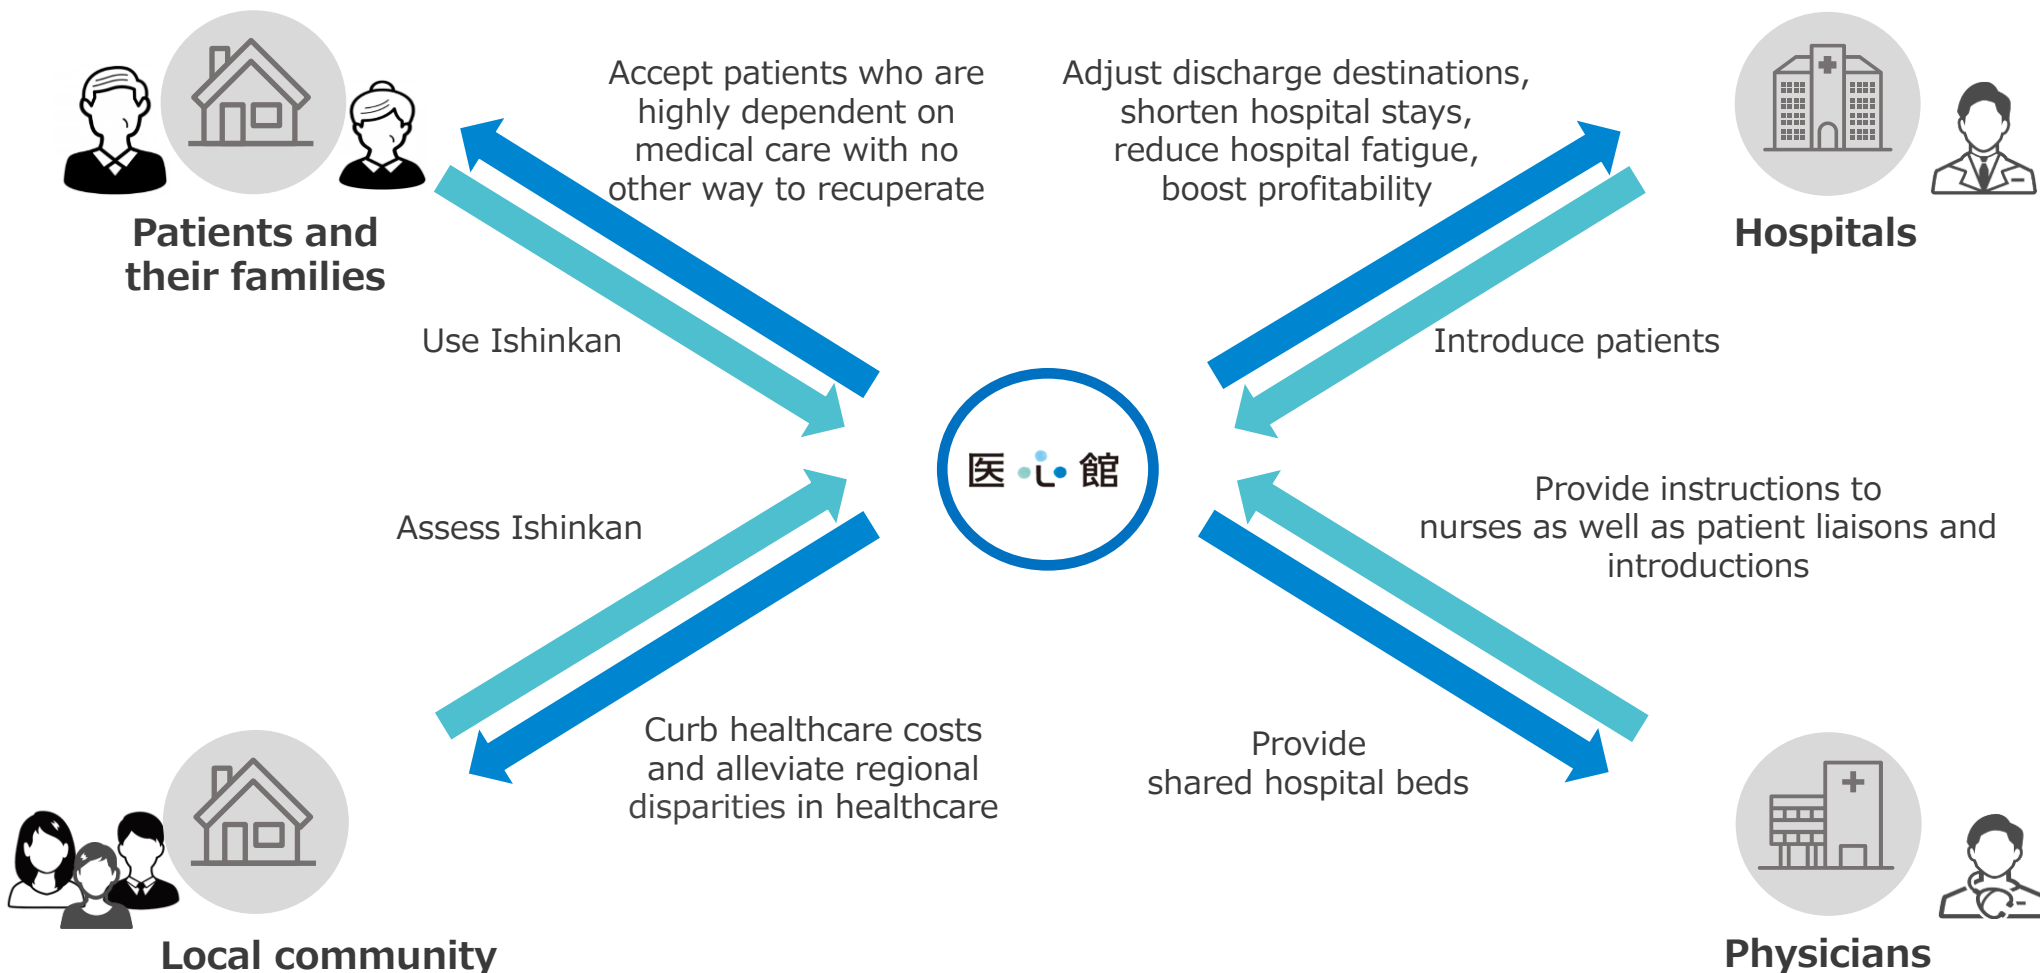 Accept patients who are
highly dependent on
medical care with no
other way to recuperate
Adjust discharge destinations,
shorten hospital stays,
reduce hospital fatigue,
boost profitability
Patients and
their families
Hospitals
Use Ishinkan
Introduce patients
医心館
Assess Ishinkan
Provide instructions to
nurses as well as patient liaisons and
introductions
Curb healthcare costs
and alleviate regional
disparities in healthcare
Provide
shared hospital beds
Local community
Physicians